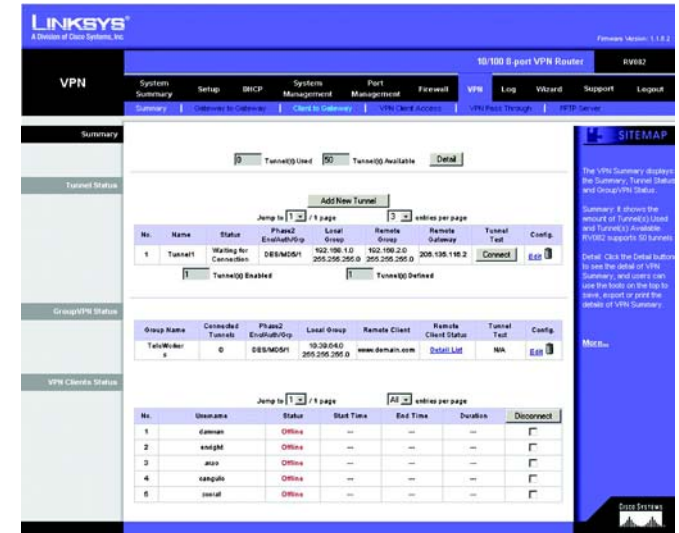 LINKSYS®
A Division of Cisco Systems, Inc.
Firmware Version: 1.1.6.2
10/100 8-port VPN Router
RV082
VPN
System Summary
Setup
DHCP
System Management
Port Management
Firewall
VPN
Log
Wizard
Support
Logout
Summary | Gateway to Gateway | Client to Gateway | VPN Client Access | VPN Pass Through | PPTP Server
Summary
SITEMAP
0 Tunnel(s) Used 50 Tunnel(s) Available Detail
The VPN Summary displays
the Summary, Tunnel Status
and GroupVPN Status.
Tunnel Status
Add New Tunnel
Summary: It shows the
amount of Tunnel(s) Used
and Tunnel(s) Available.
RV082 supports 50 tunnels.
Jump to 1 / 1 page 3 entries per page
No. Name Status Phase2 Enc/Auth/Grp Local Group Remote Group Remote Gateway Tunnel Test Config.
1 Tunnel1 Waiting for Connection DES/MD5/1 192.168.1.0 255.255.255.0 192.168.2.0 255.255.255.0 Connect Edit
1 Tunnel(s) Enabled 1 Tunnel(s) Defined
Detail: Click the Detail button
to see the detail of VPN
Summary, and users can
use the tools on the top to
save, export or print the
details of VPN Summary.
More...
GroupVPN Status
Group Name Connected Tunnels Phase2 Enc/Auth/Grp Local Group Remote Client Remote Client Status Tunnel Test Config.
TeleWorkers 0 DES/MD5/1 255.255.255.0 www.domain.com Detail List N/A Edit
VPN Clients Status
Jump to 1 / 1 page All entries per page
No. Username Status Start Time End Time Duration Disconnect
1 Offline --- --- ---
2 enright Offline --- --- ---
3 Offline --- --- ---
4 cangulo Offline --- --- ---
5 Offline --- --- ---
CISCO SYSTEMS